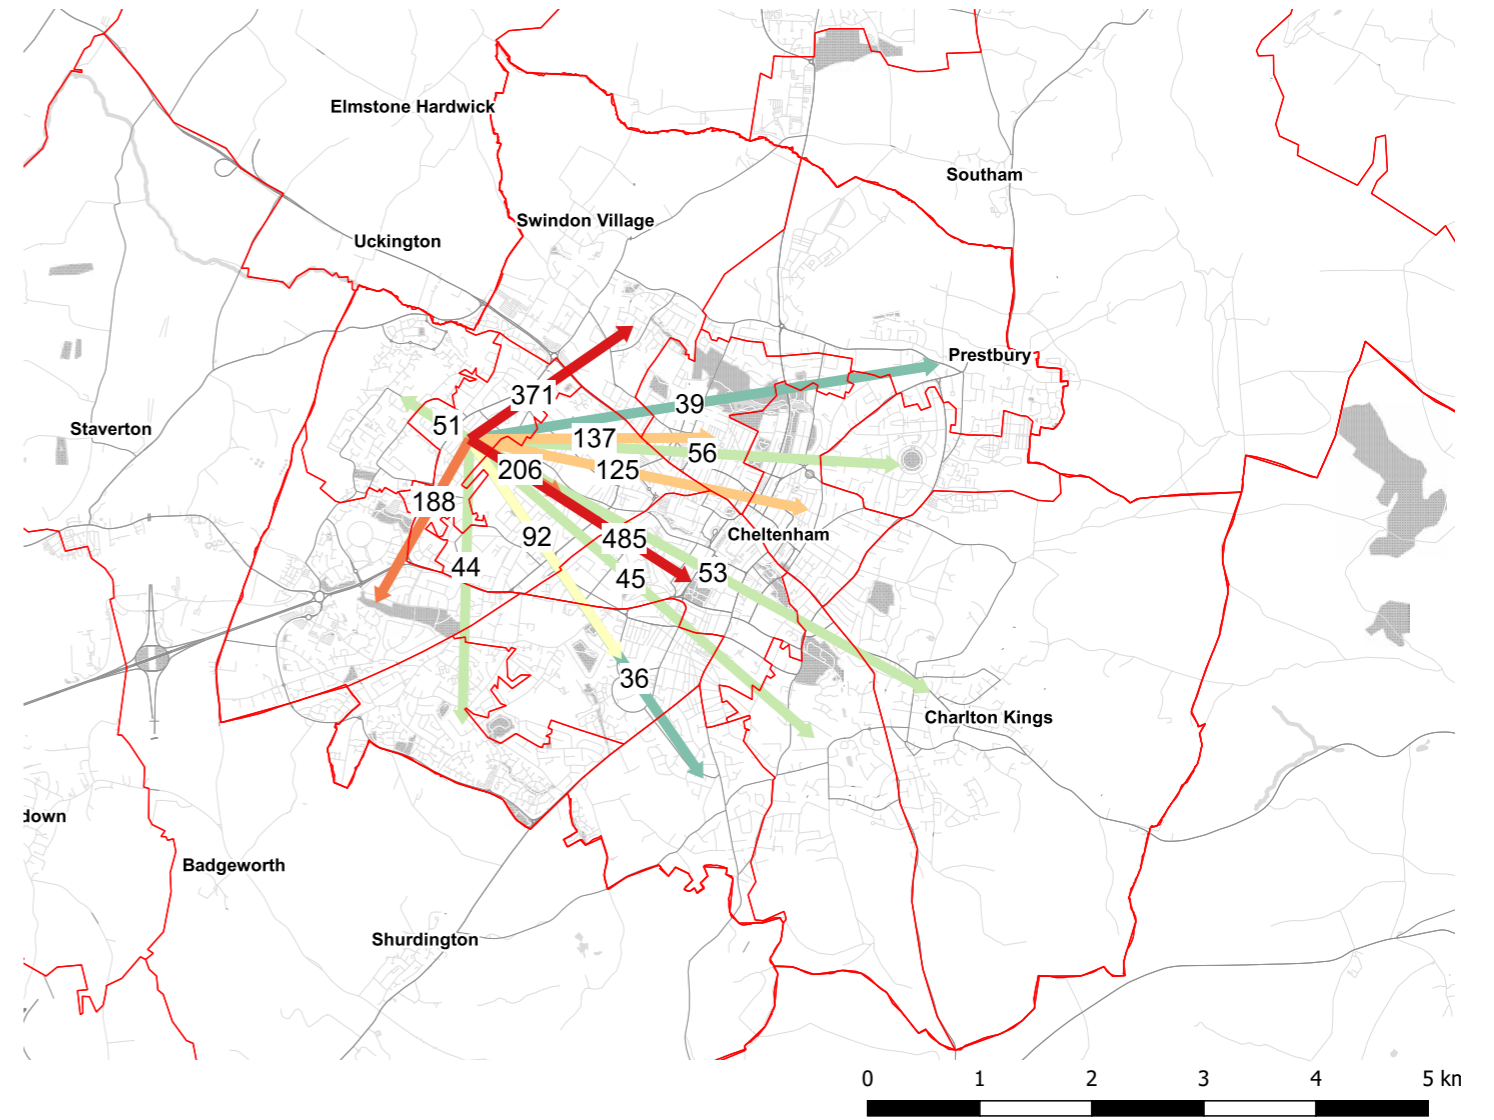 Elmstone Hardwick
Southam
Swindon Village
Uckington
Prestbury
371
39
51
Staverton
137
56
206
125
188
92
485
Cheltenham
44
45
53
36
Charlton Kings
down
Badgeworth
Shurdington
0 1 2 3 4 5 km